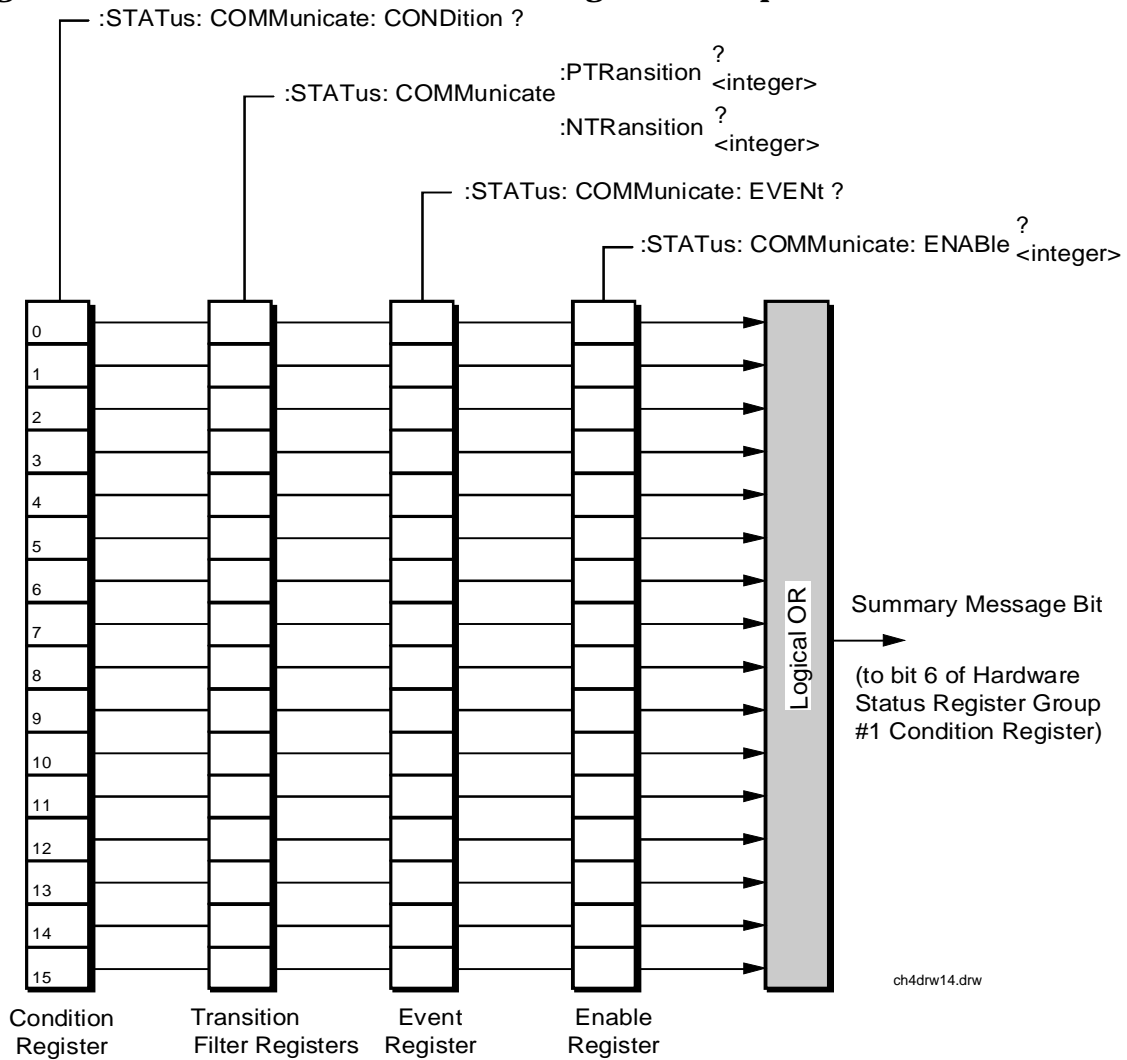 :STATus: COMMunicate: CONDition ?
:STATus: COMMunicate
:PTRansition ?
<integer>
:NTRansition ?
<integer>
:STATus: COMMunicate: EVENt ?
:STATus: COMMunicate: ENABle ?
<integer>
0
1
2
3
4
5
6
7
8
9
10
11
12
13
14
15
Logical OR
Summary Message Bit
(to bit 6 of Hardware
Status Register Group
#1 Condition Register)
ch4drw14.drw
Condition
Register
Transition
Filter Registers
Event
Register
Enable
Register